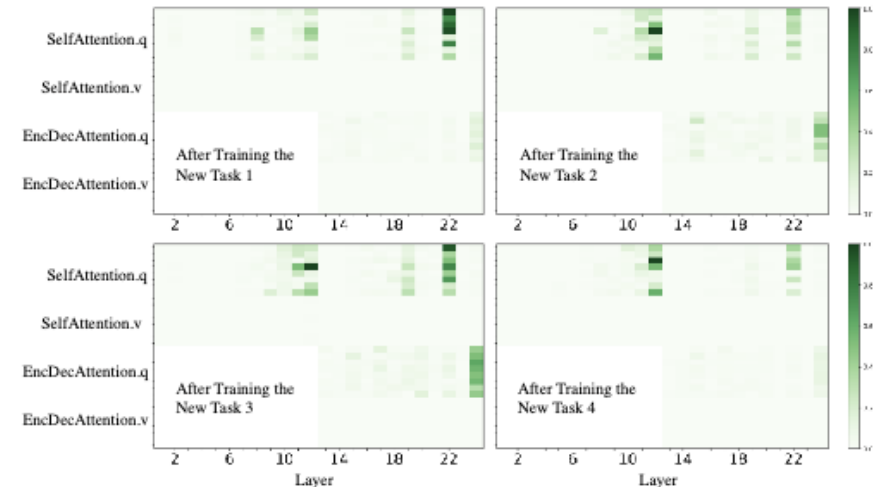 SelfAttention.q
SelfAttention.v
EncDecAttention.q
EncDecAttention.v
After Training the
New Task 1
2 6 10 14 18 22
After Training the
New Task 2
2 6 10 14 18 22
SelfAttention.q
SelfAttention.v
EncDecAttention.q
EncDecAttention.v
After Training the
New Task 3
2 6 10 14 18 22
Layer
After Training the
New Task 4
2 6 10 14 18 22
Layer